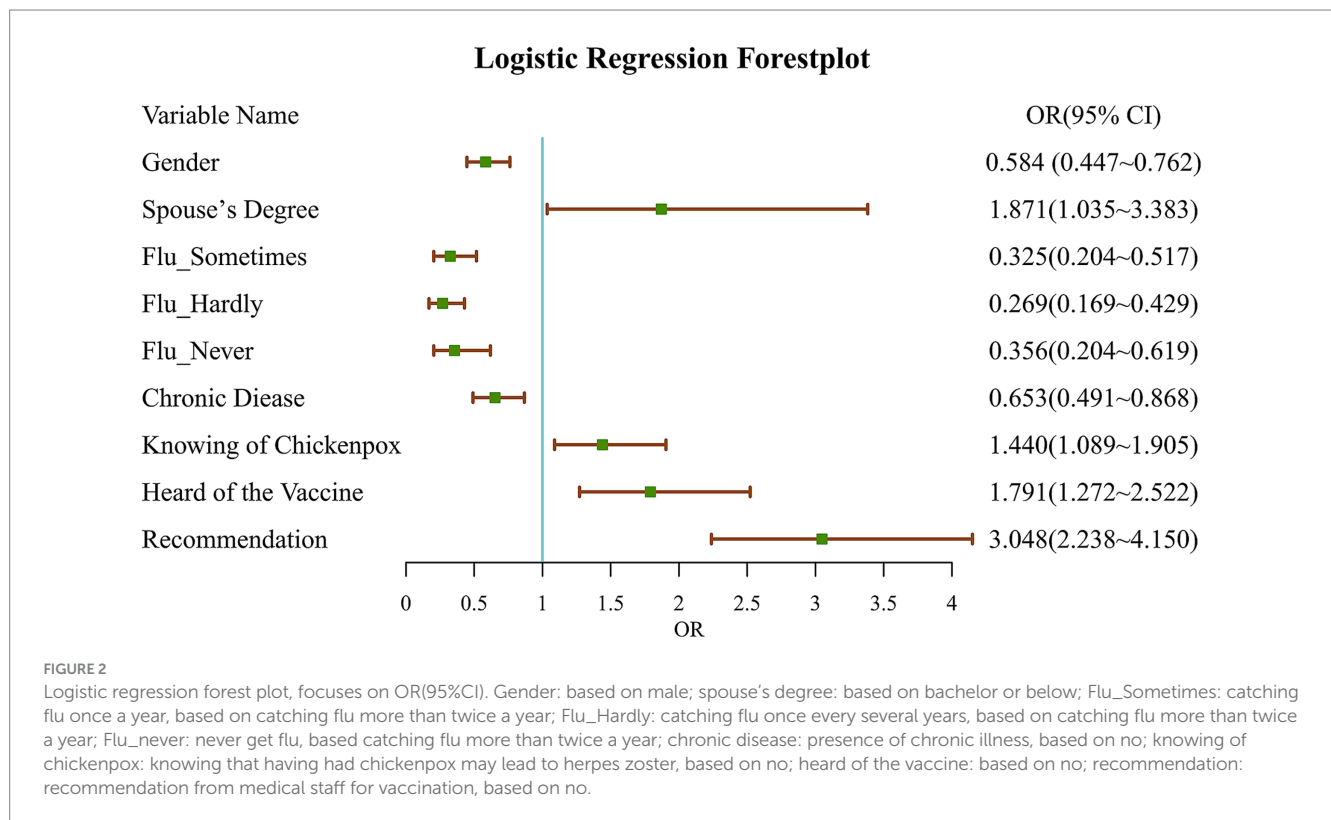 Logistic Regression Forestplot
Variable Name OR(95% CI)
Gender 0.584 (0.447~0.762)
Spouse's Degree 1.871(1.035~3.383)
Flu_Sometimes 0.325(0.204~0.517)
Flu_Hardly 0.269(0.169~0.429)
Flu_Never 0.356(0.204~0.619)
Chronic Diease 0.653(0.491~0.868)
Knowing of Chickenpox 1.440(1.089~1.905)
Heard of the Vaccine 1.791(1.272~2.522)
Recommendation 3.048(2.238~4.150)
0 0.5 1 1.5 2 2.5 3 3.5 4
OR
FIGURE 2
Logistic regression forest plot, focuses on OR(95%CI). Gender: based on male; spouse's degree: based on bachelor or below; Flu_Sometimes: catching
flu once a year, based on catching flu more than twice a year; Flu_Hardly: catching flu once every several years, based on catching flu more than twice
a year; Flu_never: never get flu, based catching flu more than twice a year; chronic disease: presence of chronic illness, based on no; knowing of
chickenpox: knowing that having had chickenpox may lead to herpes zoster, based on no; heard of the vaccine: based on no; recommendation:
recommendation from medical staff for vaccination, based on no.